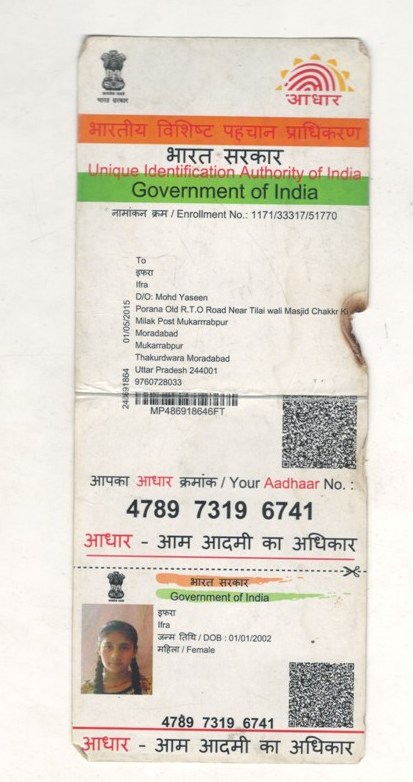 भारत सरकार
आधार
भारतीय विशिष्ट पहचान प्राधिकरण
भारत सरकार
Unique Identification Authority of India
Government of India
नामांकन क्रम / Enrollment No.: 1171/33317/51770
To
इफरा
Ifra
D/O: Mohd Yaseen
Porana Old R.T.O Road Near Tilai wali Masjid Chakkr
Milak Post Mukarrrabpur
Moradabad
Mukarrabpur
Thakurdwara Moradabad
Uttar Pradesh 244001
9760728033
01/05/2015
MP486918646FT
आपका आधार क्रमांक / Your Aadhaar No. :
4789 7319 6741
आधार - आम आदमी का अधिकार
भारत सरकार
Government of India
इफरा
Ifra
जन्म तिथि / DOB : 01/01/2002
महिला / Female
4789 7319 6741
आधार - आम आदमी का अधिकार